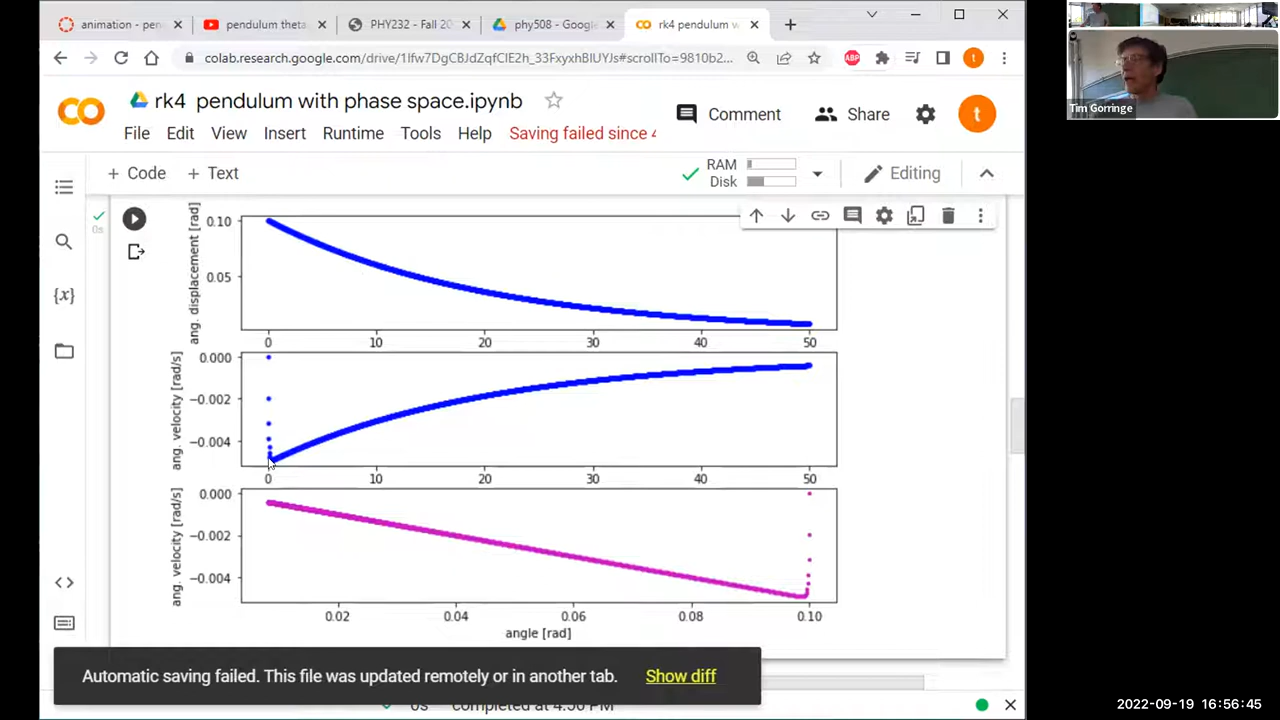 animation - pen
pendulum theta
PHY232 - Fall 20
phy508 - Google
rk4 pendulum w
colab.research.google.com/drive/1Ifw7DgCBJdZqfCIE2h_33FxyxhBIUYJs#scrollTo=9810b2...
ABP
t
rk4 pendulum with phase space.ipynb
File Edit View Insert Runtime Tools Help Saving failed since 4
Comment
Share
t
+ Code + Text
RAM
Disk
Editing
0s
ang. displacement [rad]
0.10
0.05
0 10 20 30 40 50
ang. velocity [rad/s]
0.000
−0.002
−0.004
0 10 20 30 40 50
ang. velocity [rad/s]
0.000
−0.002
−0.004
0.02 0.04 0.06 0.08 0.10
angle [rad]
Automatic saving failed. This file was updated remotely or in another tab. Show diff
0s completed at 4:56 PM
Tim Gorringe
2022-09-19 16:56:45